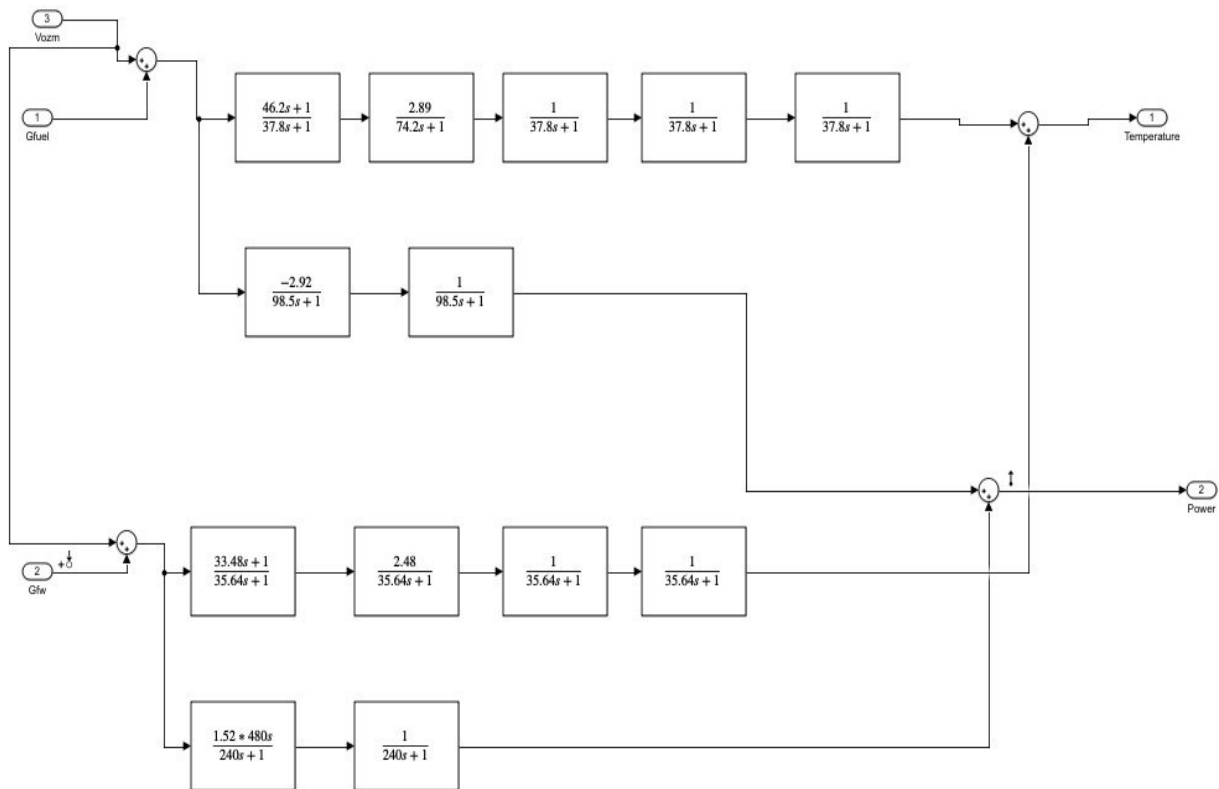 3
Vozm
+ +
1
Gfuel
46.2s + 1
37.8s + 1
2.89
74.2s + 1
1
37.8s + 1
1
37.8s + 1
1
37.8s + 1
+ +
1
Temperature
-2.92
98.5s + 1
1
98.5s + 1
+ +
2
Power
+ +
2
Gfw
+
33.48s + 1
35.64s + 1
2.48
35.64s + 1
1
35.64s + 1
1
35.64s + 1
1.52 * 480s
240s + 1
1
240s + 1